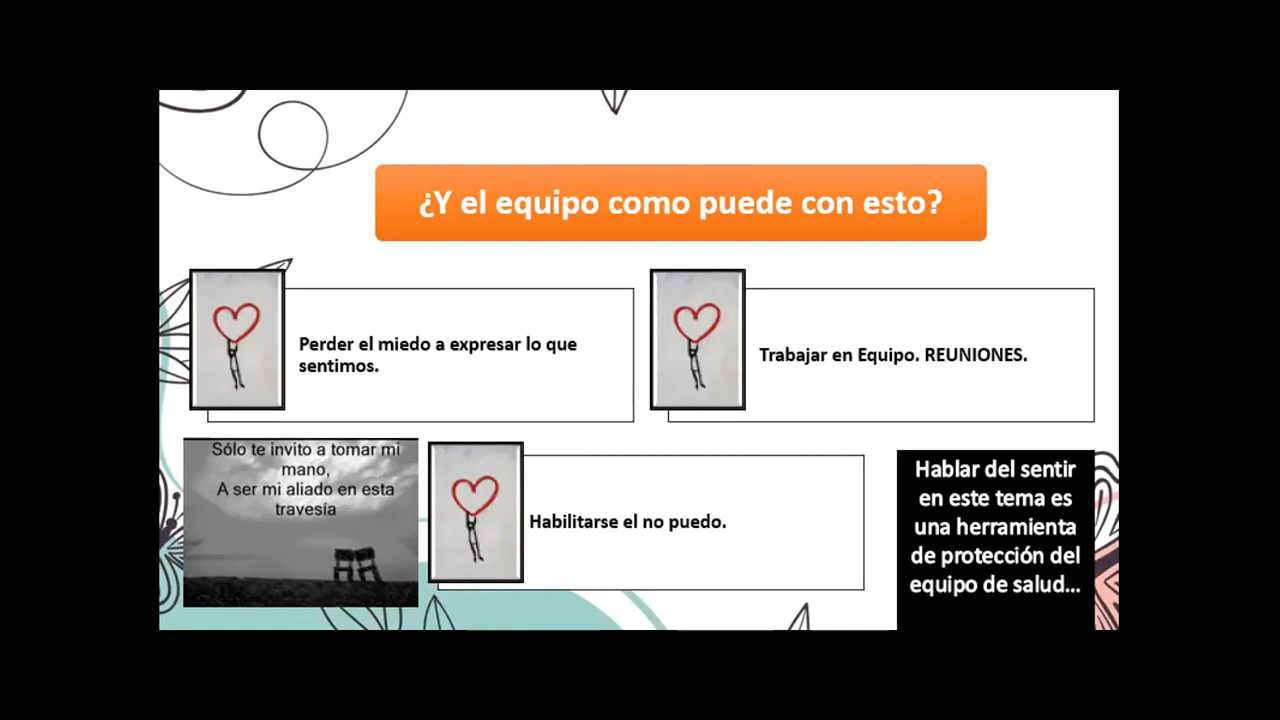 ¿Y el equipo como puede con esto?
Perder el miedo a expresar lo que
sentimos.
Trabajar en Equipo. REUNIONES.
Sólo te invito a tomar mi
mano,
A ser mi aliado en esta
travesía
Habilitarse el no puedo.
Hablar del sentir
en este tema es
una herramienta
de protección del
equipo de salud...